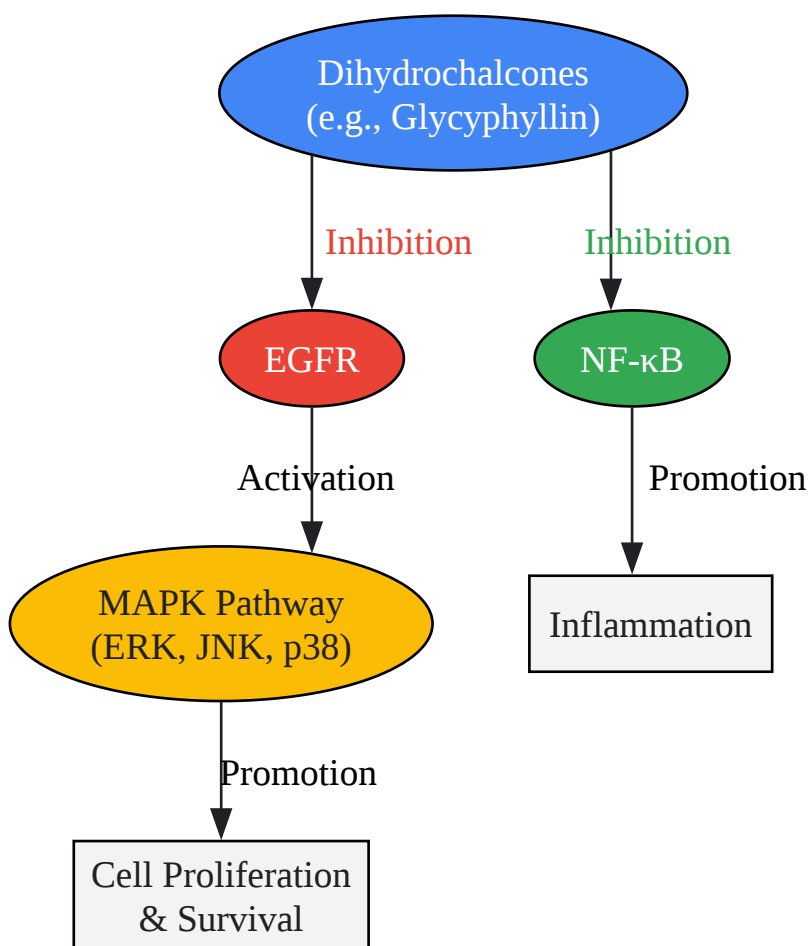 Dihydrochalcones
(e.g., Glycyphyllin)
Inhibition
Inhibition
EGFR
NF-κB
Activation
Promotion
MAPK Pathway
(ERK, JNK, p38)
Inflammation
Promotion
Cell Proliferation
& Survival